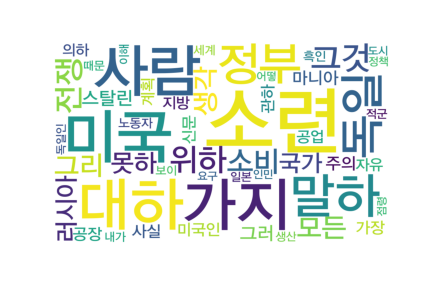 의하
이해
세계
흑인
도시
전쟁
때문
사람
정부
그것
정책
어떻
스탈린
계획
지방
생각
관하
마니아
진
독일
적군
미국
노동자
신문
소련
공업
독일인
그리
못하
보이
위하
소비
국가
주의
자유
요구
일본
인민
러시아
대하
가지
말하
점령
공장
내가
사실
미국인
그러
생산
모든
가장